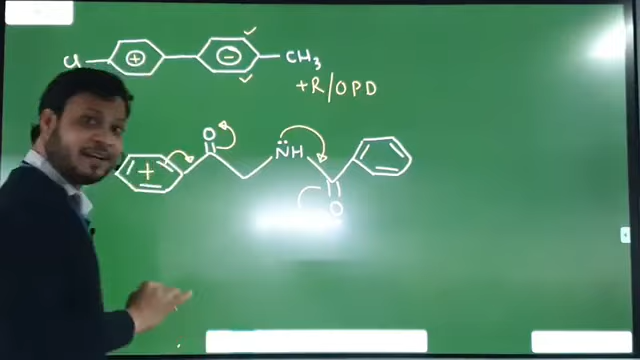 Cl
+
-
CH3
+R/OPD
O
+
NH
O